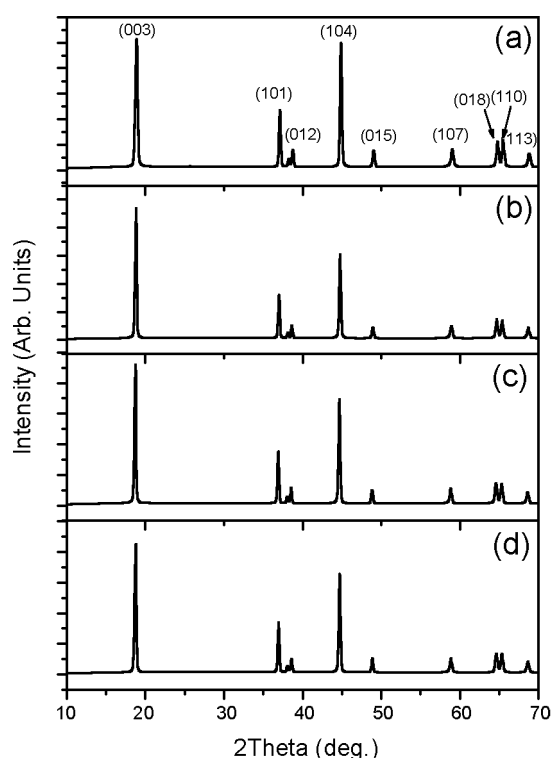 (003)
(104)
(a)
(101)
(018)
(110)
(012)
(015)
(107)
(113)
(b)
(c)
(d)
Intensity (Arb. Units)
10 20 30 40 50 60 70
2Theta (deg.)